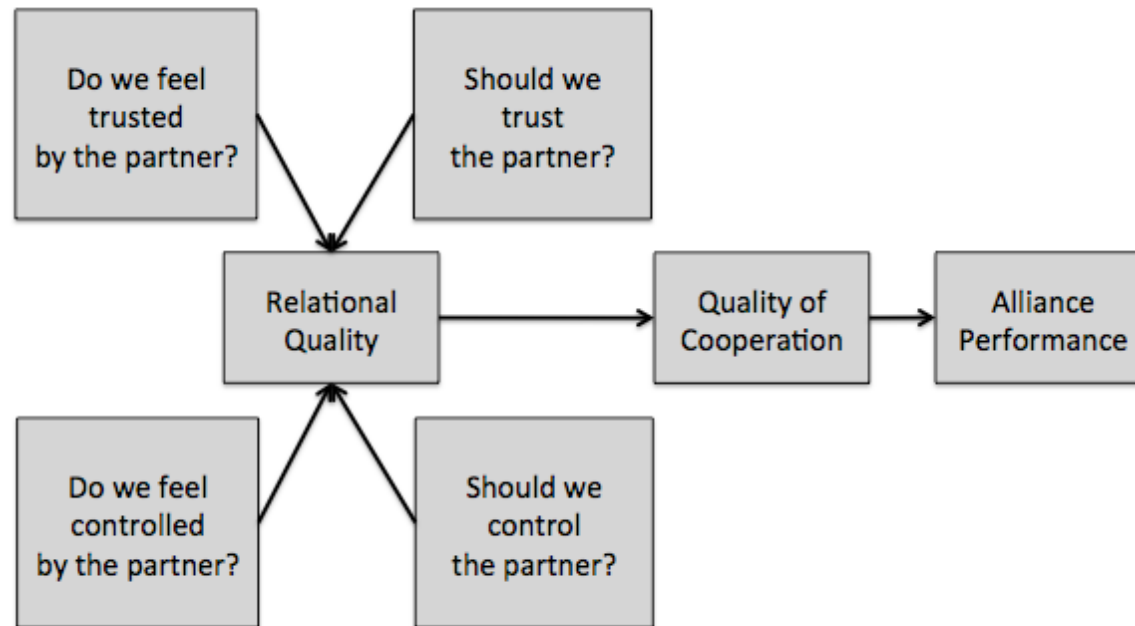 Do we feel
trusted
by the partner?
Should we
trust
the partner?
Relational
Quality
Quality of
Cooperation
Alliance
Performance
Do we feel
controlled
by the partner?
Should we
control
the partner?